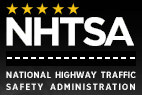 NHTSA
NATIONAL HIGHWAY TRAFFIC
SAFETY ADMINISTRATION